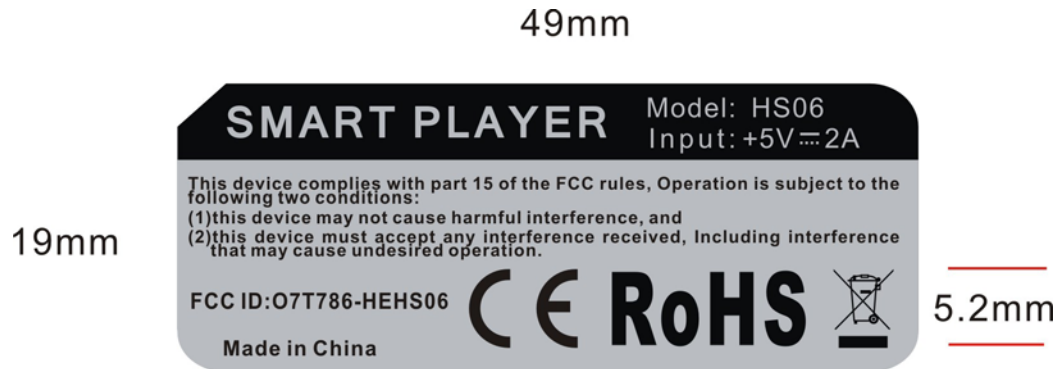 49mm
SMART PLAYER
Model: HS06
Input: +5V⎓2A
This device complies with part 15 of the FCC rules, Operation is subject to the
following two conditions:
(1)this device may not cause harmful interference, and
(2)this device must accept any interference received, Including interference
that may cause undesired operation.
19mm
FCC ID:O7T786-HEHS06
CE RoHS
5.2mm
Made in China